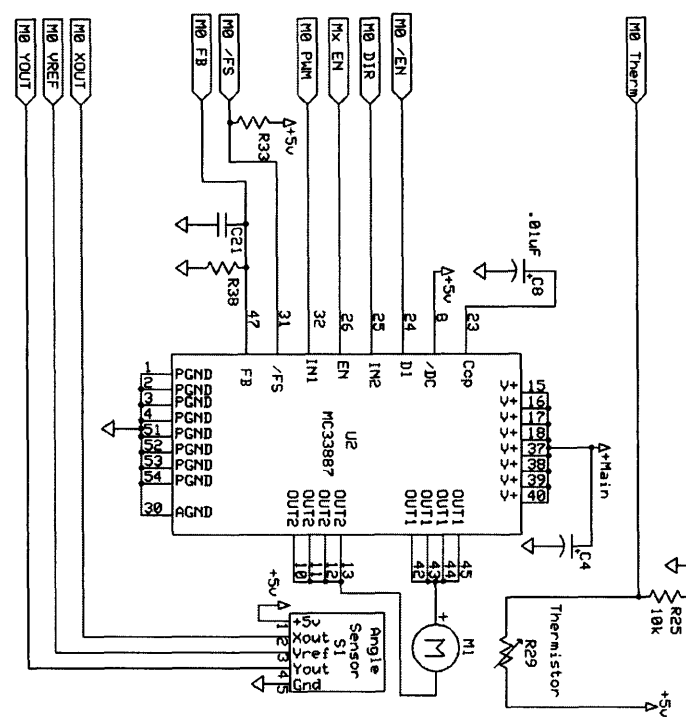 M0 YOUT
M0 VREF
M0 XOUT
M0 FB
M0 /FS
M0 PWM
Mx EN
M0 DIR
M0 /EN
M0 Therm
+5v
R33
C21
R38
+5v
.01uF
C8
+
47
31
32
26
25
24
8
23
FB
/FS
IN1
EN
IN2
D1
/DC
Ccp
1 PGND
2 PGND
3 PGND
4 PGND
51 PGND
52 PGND
53 PGND
54 PGND
30 AGND
U2
MC33887
V+ 15
V+ 16
V+ 17
V+ 18
V+ 37
V+ 38
V+ 39
V+ 40
+Main
+
C4
OUT2
OUT2
OUT2
OUT2
OUT1
OUT1
OUT1
OUT1
10
11
12
13
42
43
44
45
+5v
1 +5v
2 Xout
3 Vref
4 Yout
5 Gnd
Angle
Sensor
S1
+
M
M1
R25
10k
Thermistor
R29
+5v